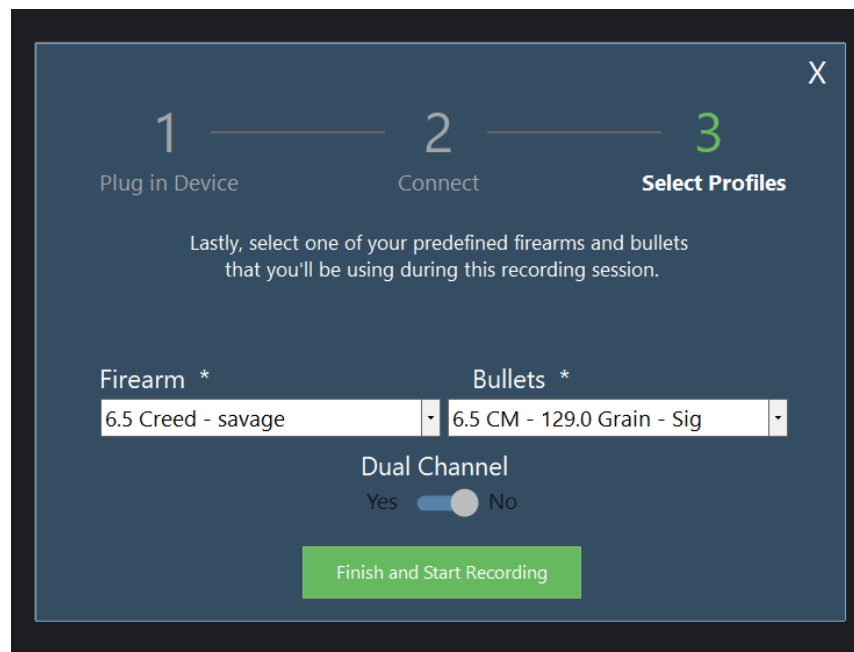 X
1 2 3
Plug in Device Connect Select Profiles
Lastly, select one of your predefined firearms and bullets
that you'll be using during this recording session.
Firearm * Bullets *
6.5 Creed - savage 6.5 CM - 129.0 Grain - Sig
Dual Channel
Yes No
Finish and Start Recording